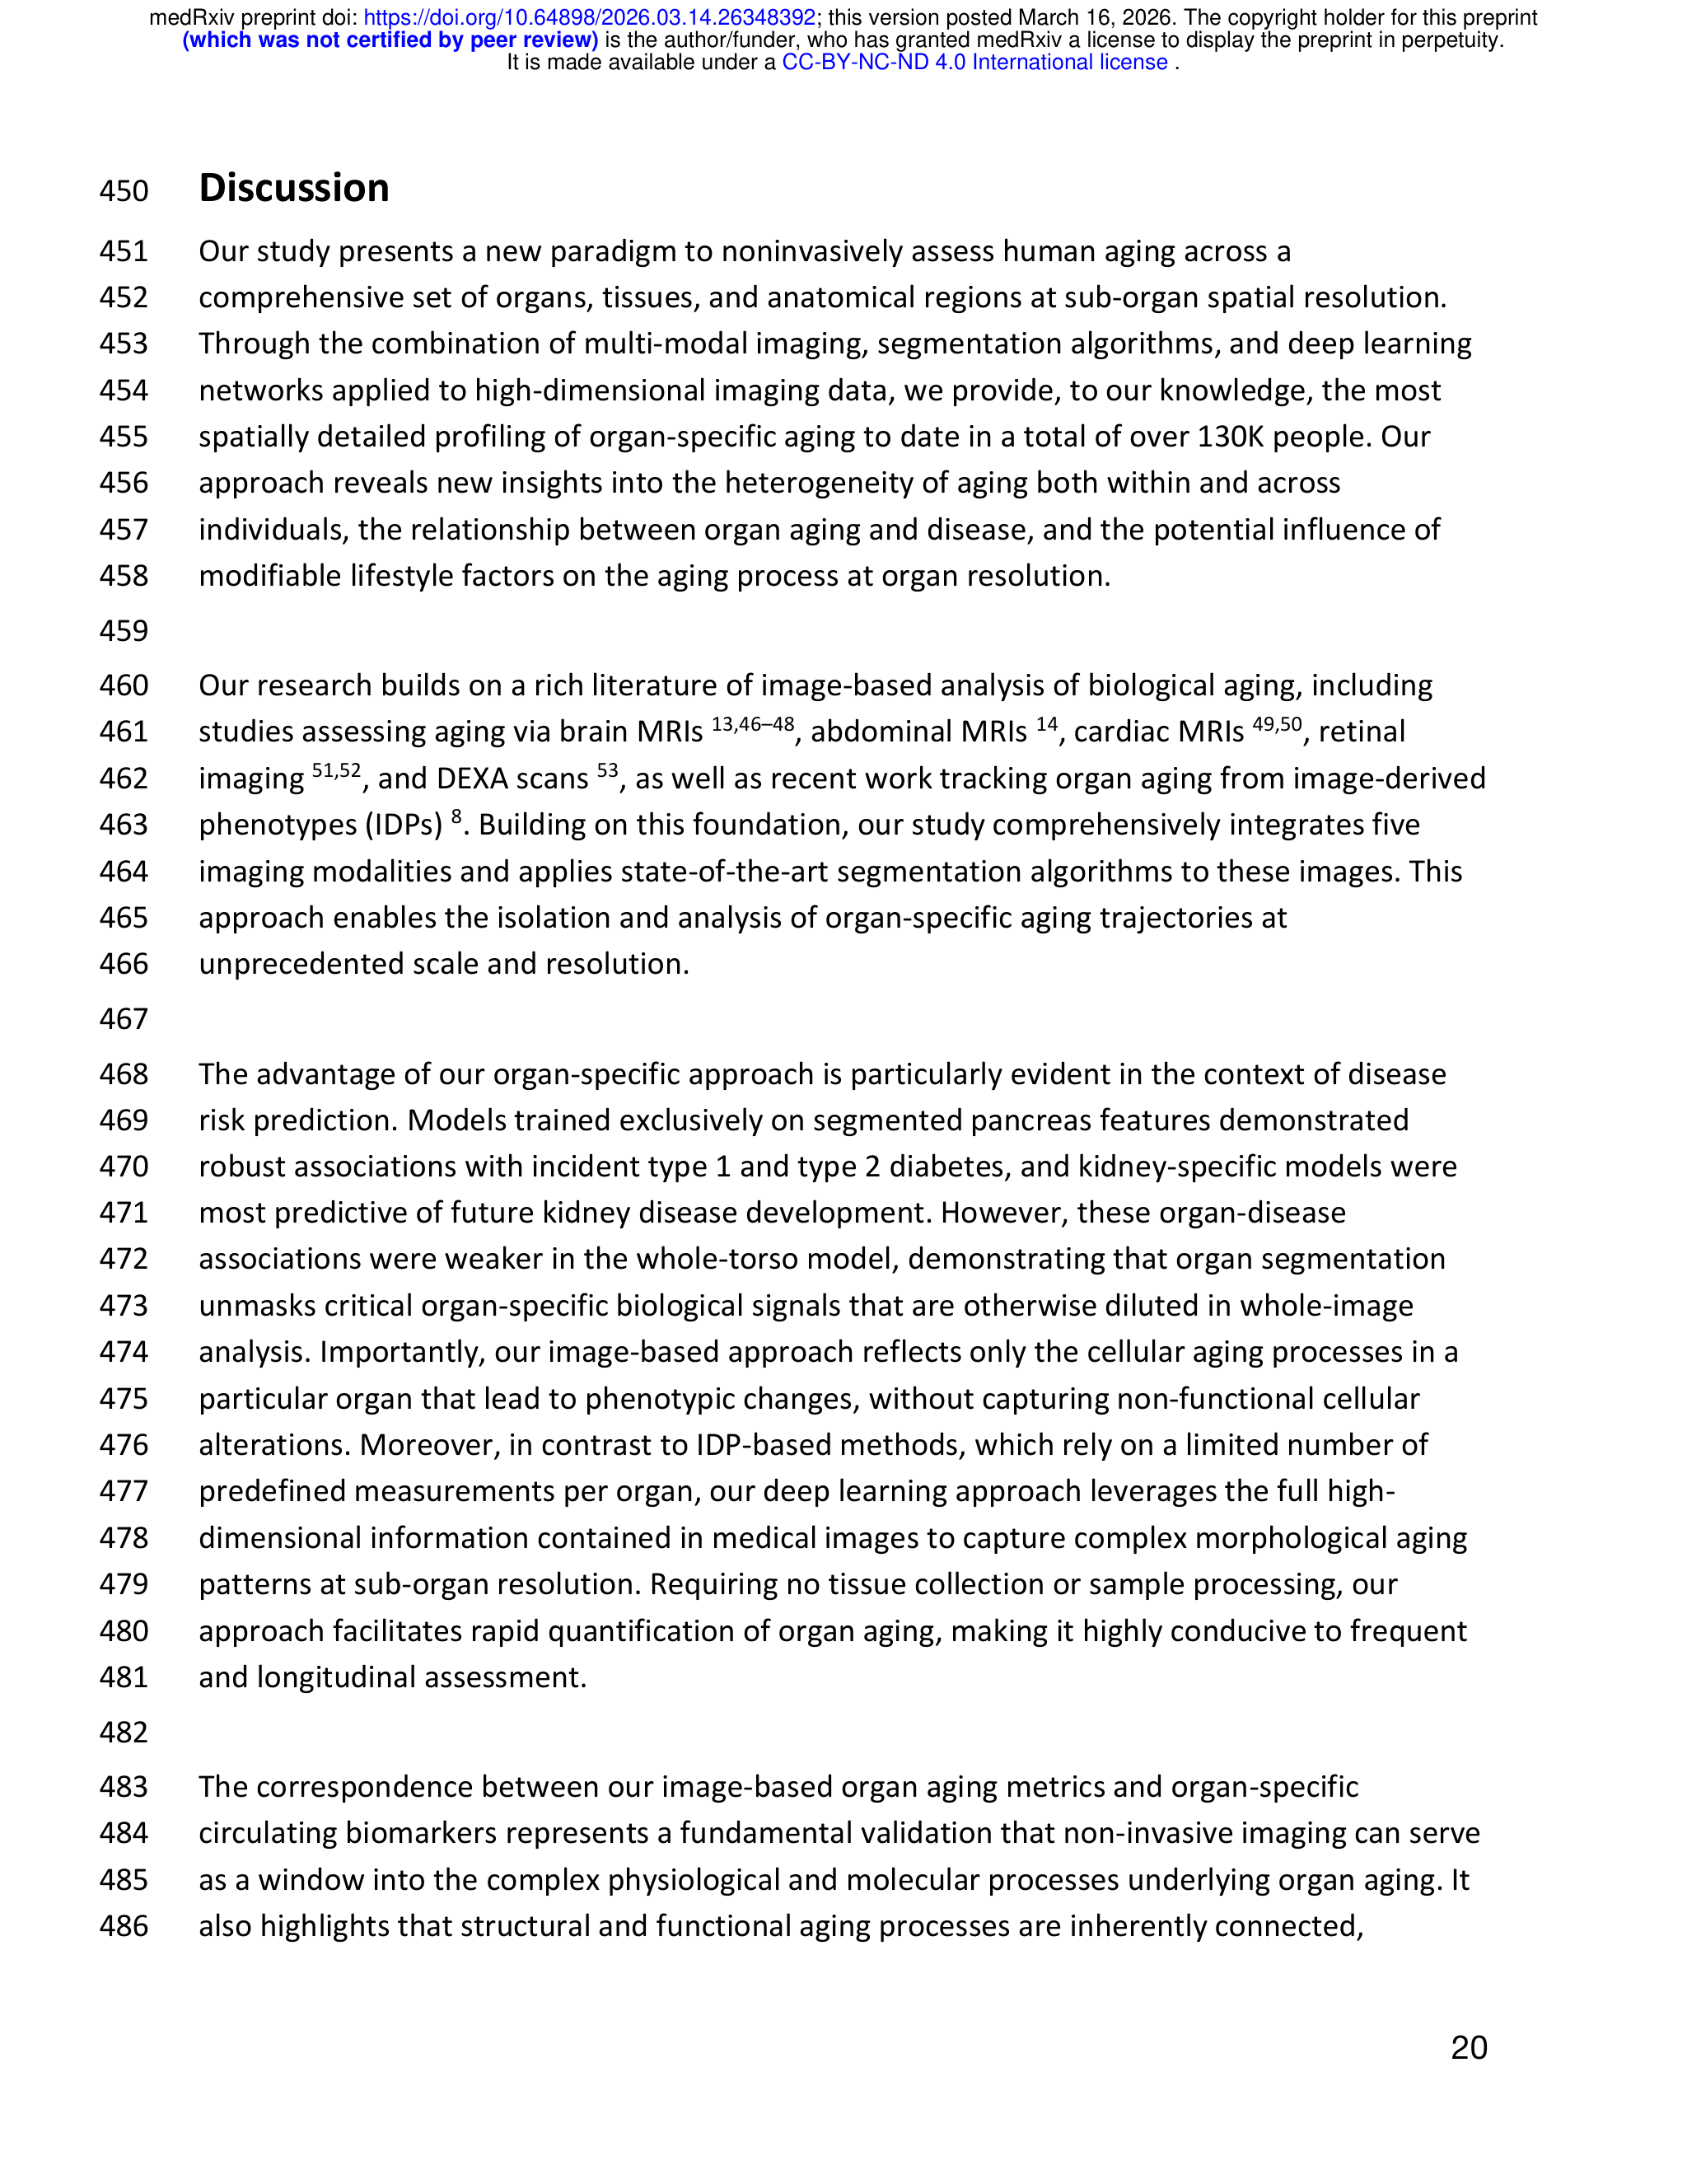 medRxiv preprint doi: https://doi.org/10.64898/2026.03.14.26348392; this version posted March 16, 2026. The copyright holder for this preprint
(which was not certified by peer review) is the author/funder, who has granted medRxiv a license to display the preprint in perpetuity.
It is made available under a CC-BY-NC-ND 4.0 International license .
450 Discussion
451 Our study presents a new paradigm to noninvasively assess human aging across a
452 comprehensive set of organs, tissues, and anatomical regions at sub-organ spatial resolution.
453 Through the combination of multi-modal imaging, segmentation algorithms, and deep learning
454 networks applied to high-dimensional imaging data, we provide, to our knowledge, the most
455 spatially detailed profiling of organ-specific aging to date in a total of over 130K people. Our
456 approach reveals new insights into the heterogeneity of aging both within and across
457 individuals, the relationship between organ aging and disease, and the potential influence of
458 modifiable lifestyle factors on the aging process at organ resolution.
459
460 Our research builds on a rich literature of image-based analysis of biological aging, including
461 studies assessing aging via brain MRIs 13,46–48, abdominal MRIs 14, cardiac MRIs 49,50, retinal
462 imaging 51,52, and DEXA scans 53, as well as recent work tracking organ aging from image-derived
463 phenotypes (IDPs) 8. Building on this foundation, our study comprehensively integrates five
464 imaging modalities and applies state-of-the-art segmentation algorithms to these images. This
465 approach enables the isolation and analysis of organ-specific aging trajectories at
466 unprecedented scale and resolution.
467
468 The advantage of our organ-specific approach is particularly evident in the context of disease
469 risk prediction. Models trained exclusively on segmented pancreas features demonstrated
470 robust associations with incident type 1 and type 2 diabetes, and kidney-specific models were
471 most predictive of future kidney disease development. However, these organ-disease
472 associations were weaker in the whole-torso model, demonstrating that organ segmentation
473 unmasks critical organ-specific biological signals that are otherwise diluted in whole-image
474 analysis. Importantly, our image-based approach reflects only the cellular aging processes in a
475 particular organ that lead to phenotypic changes, without capturing non-functional cellular
476 alterations. Moreover, in contrast to IDP-based methods, which rely on a limited number of
477 predefined measurements per organ, our deep learning approach leverages the full high-
478 dimensional information contained in medical images to capture complex morphological aging
479 patterns at sub-organ resolution. Requiring no tissue collection or sample processing, our
480 approach facilitates rapid quantification of organ aging, making it highly conducive to frequent
481 and longitudinal assessment.
482
483 The correspondence between our image-based organ aging metrics and organ-specific
484 circulating biomarkers represents a fundamental validation that non-invasive imaging can serve
485 as a window into the complex physiological and molecular processes underlying organ aging. It
486 also highlights that structural and functional aging processes are inherently connected,
20